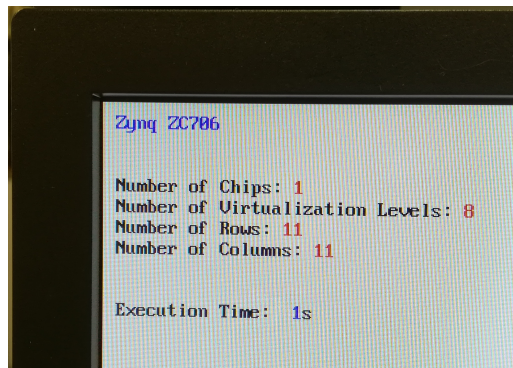 Zynq ZC706
Number of Chips: 1
Number of Virtualization Levels: 8
Number of Rows: 11
Number of Columns: 11
Execution Time: 1s